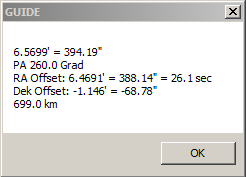 GUIDE
6.5699' = 394.19"
PA 260.0 Grad
RA Offset: 6.4691' = 388.14" = 26.1 sec
Dek Offset: -1.146' = -68.78"
699.0 km
OK